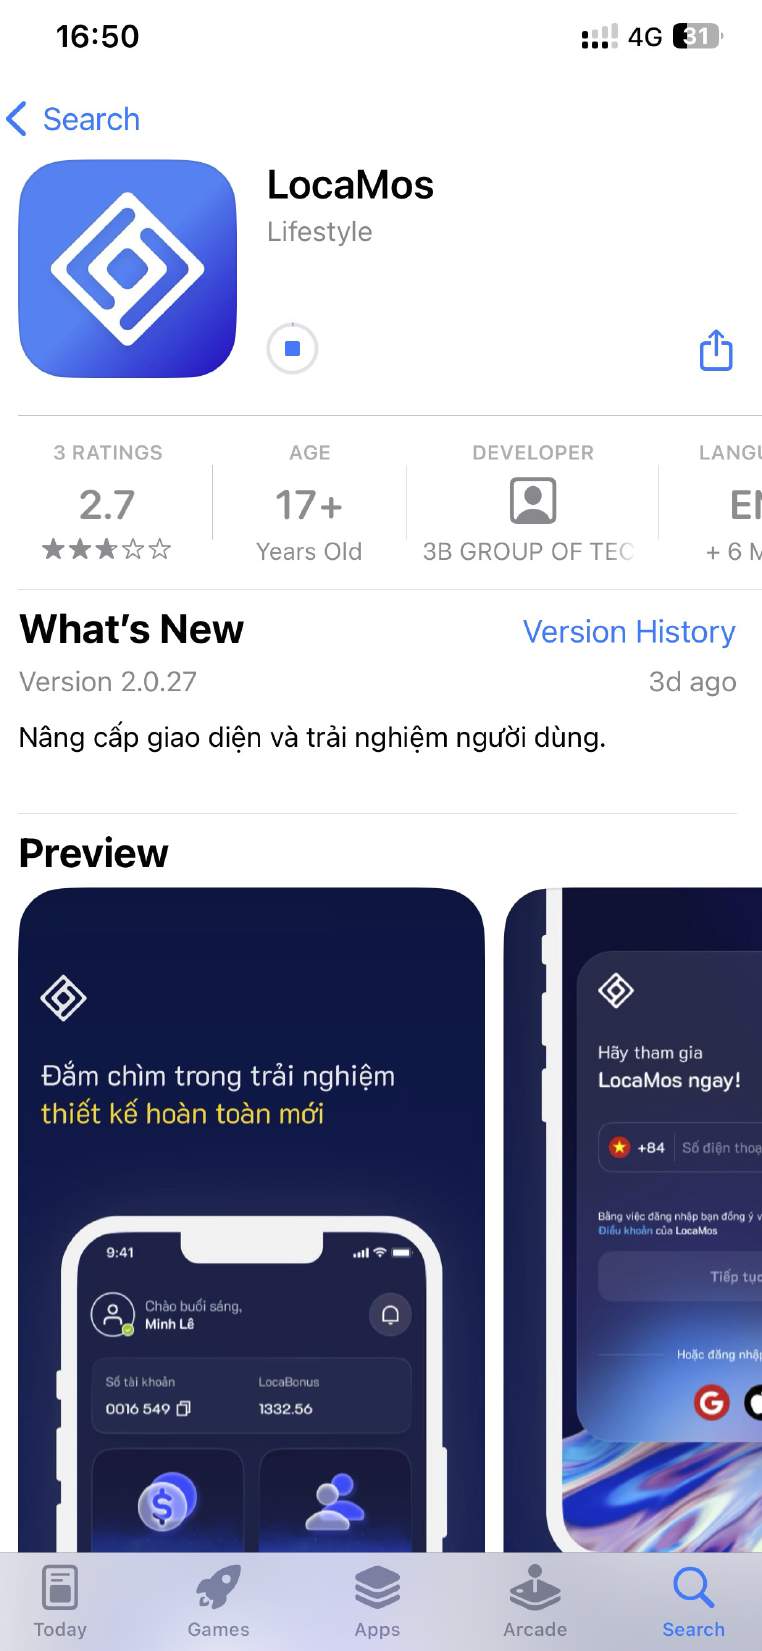 16:50
4G
31
Search
LocaMos
Lifestyle
3 RATINGS
AGE
DEVELOPER
2.7
17+
Years Old
3B GROUP OF TEC
+ 6
What's New
Version History
Version 2.0.27
3d ago
Nâng cấp giao diện và trải nghiệm người dùng.
Preview
Đắm chìm trong trải nghiệm
thiết kế hoàn toàn mới
9:41
Chào buổi sáng,
Minh Lê
Số tài khoản
LocaBonus
0016 549
1332.56
$
Hãy tham gia
LocaMos ngay!
+84
Số điện thoạ
Bằng việc đăng nhập bạn đồng ý v
Điều khoản của LocaMos
Tiếp tục
Hoặc đăng nhập
G
Today
Games
Apps
Arcade
Search